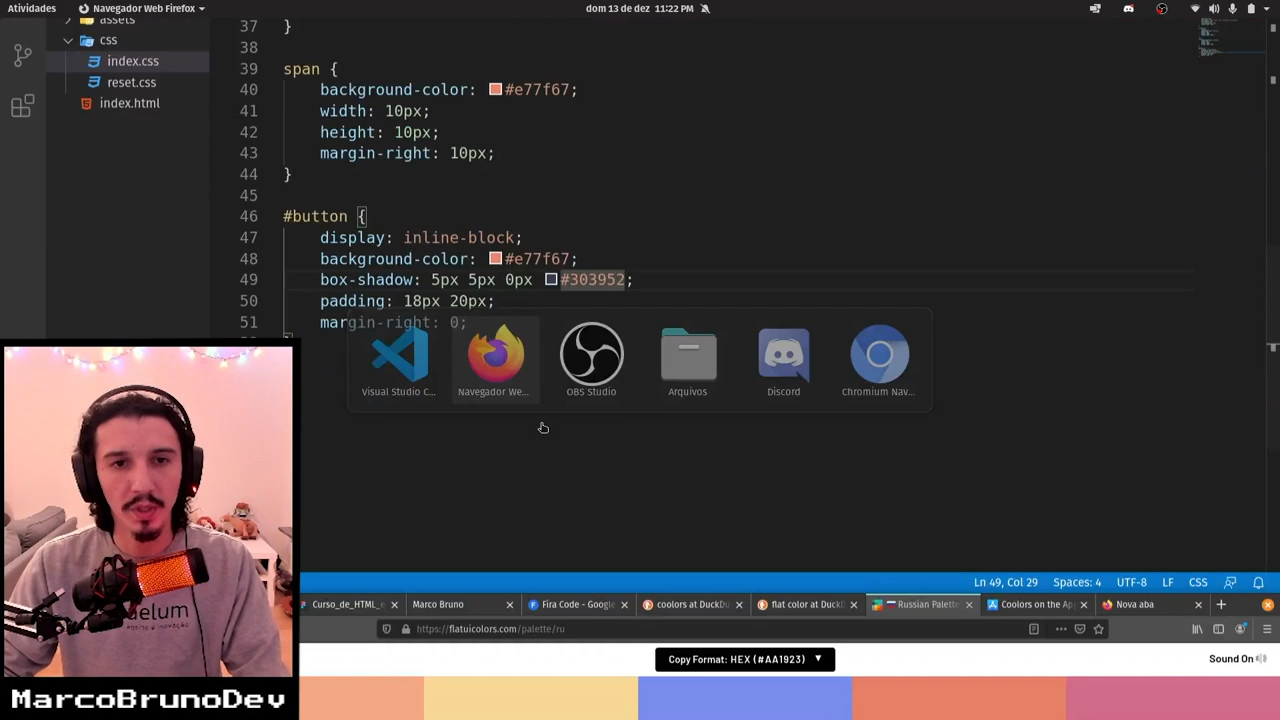 Atividades
Navegador Web Firefox
dom 13 de dez 11:22 PM
assets
css
index.css
reset.css
index.html
37 }
38
39 span {
40 background-color: #e77f67;
41 width: 10px;
42 height: 10px;
43 margin-right: 10px;
44 }
45
46 #button {
47 display: inline-block;
48 background-color: #e77f67;
49 box-shadow: 5px 5px 0px #303952;
50 padding: 18px 20px;
51 margin-right: 0;
Visual Studio C...
Navegador We...
OBS Studio
Arquivos
Discord
Chromium Nav...
aelum
Ln 49, Col 29
Spaces: 4
UTF-8
LF
CSS
Curso_de_HTML_e
Marco Bruno
Fira Code - Google
coolors at DuckDu
flat color at DuckD
Russian Palette
Coolors on the Ap
Nova aba
https://flatuicolors.com/palette/ru
Copy Format: HEX (#AA1923)
Sound On
MarcoBrunoDev